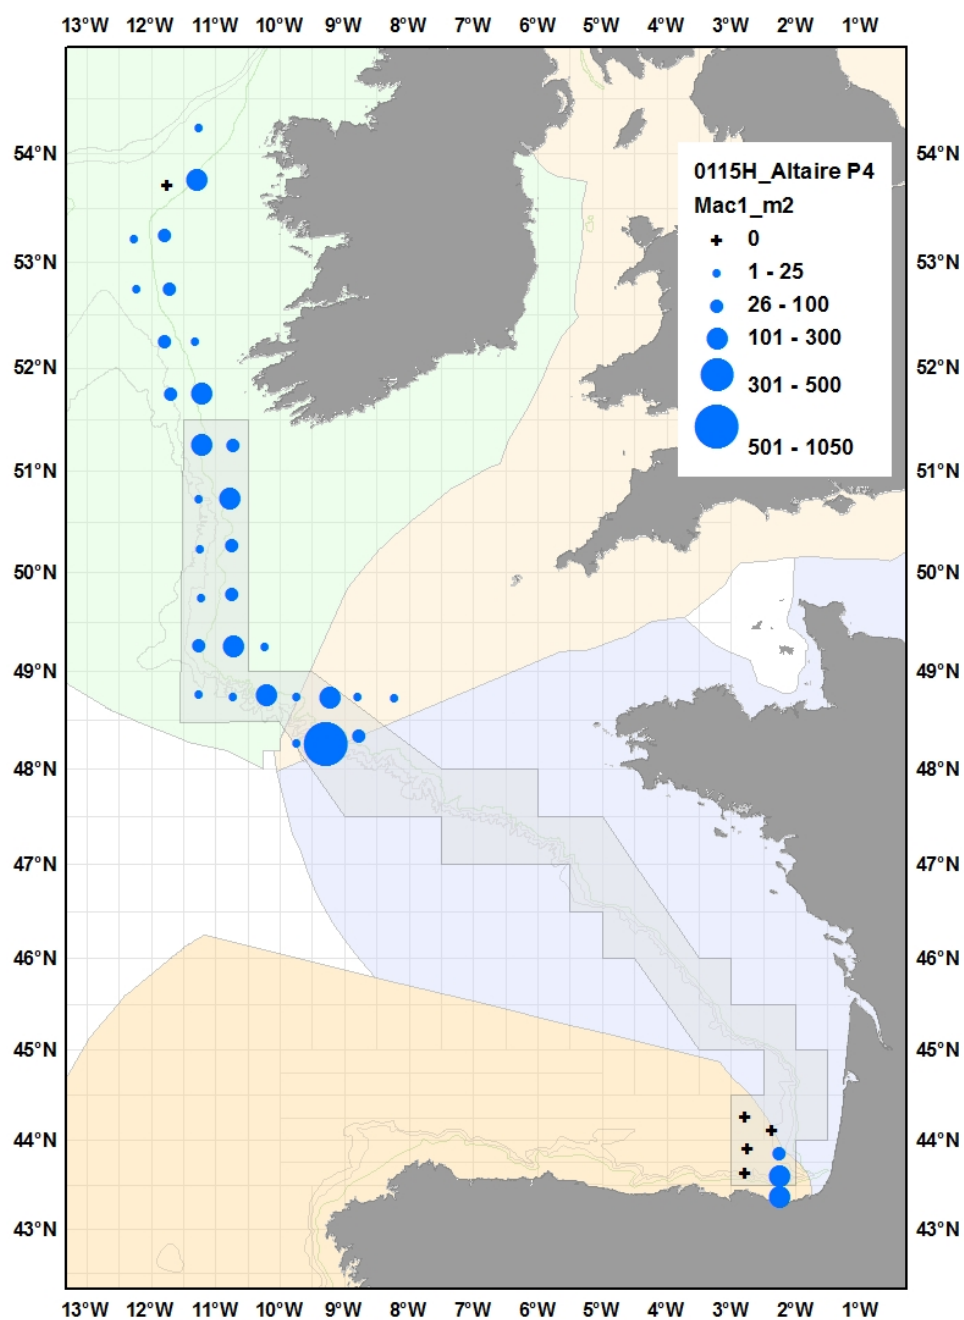 13°W 12°W 11°W 10°W 9°W 8°W 7°W 6°W 5°W 4°W 3°W 2°W 1°W
54°N 54°N
0115H_Altaire P4
Mac1_m2
0
53°N 53°N
1 - 25
26 - 100
101 - 300
52°N 52°N
301 - 500
501 - 1050
51°N 51°N
50°N 50°N
49°N 49°N
48°N 48°N
47°N 47°N
46°N 46°N
45°N 45°N
44°N 44°N
43°N 43°N
13°W 12°W 11°W 10°W 9°W 8°W 7°W 6°W 5°W 4°W 3°W 2°W 1°W